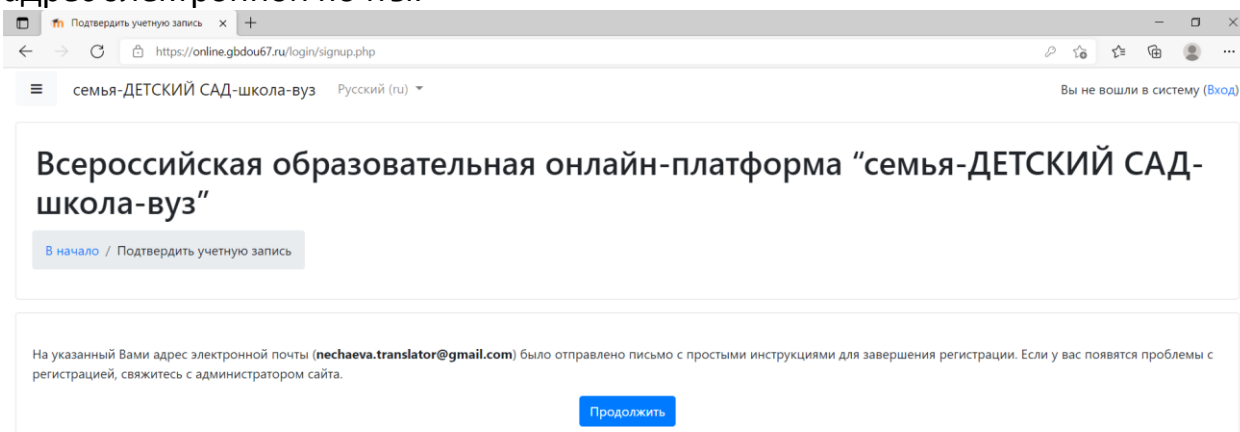 адрес электронной почты.
Подтвердить учетную запись
https://online.gbdou67.ru/login/signup.php
семья-ДЕТСКИЙ САД-школа-вуз Русский (ru) Вы не вошли в систему (Вход)
Всероссийская образовательная онлайн-платформа “семья-ДЕТСКИЙ САД-
школа-вуз”
В начало / Подтвердить учетную запись
На указанный Вами адрес электронной почты (nechaeva.translator@gmail.com) было отправлено письмо с простыми инструкциями для завершения регистрации. Если у вас появятся проблемы с
регистрацией, свяжитесь с администратором сайта.
Продолжить